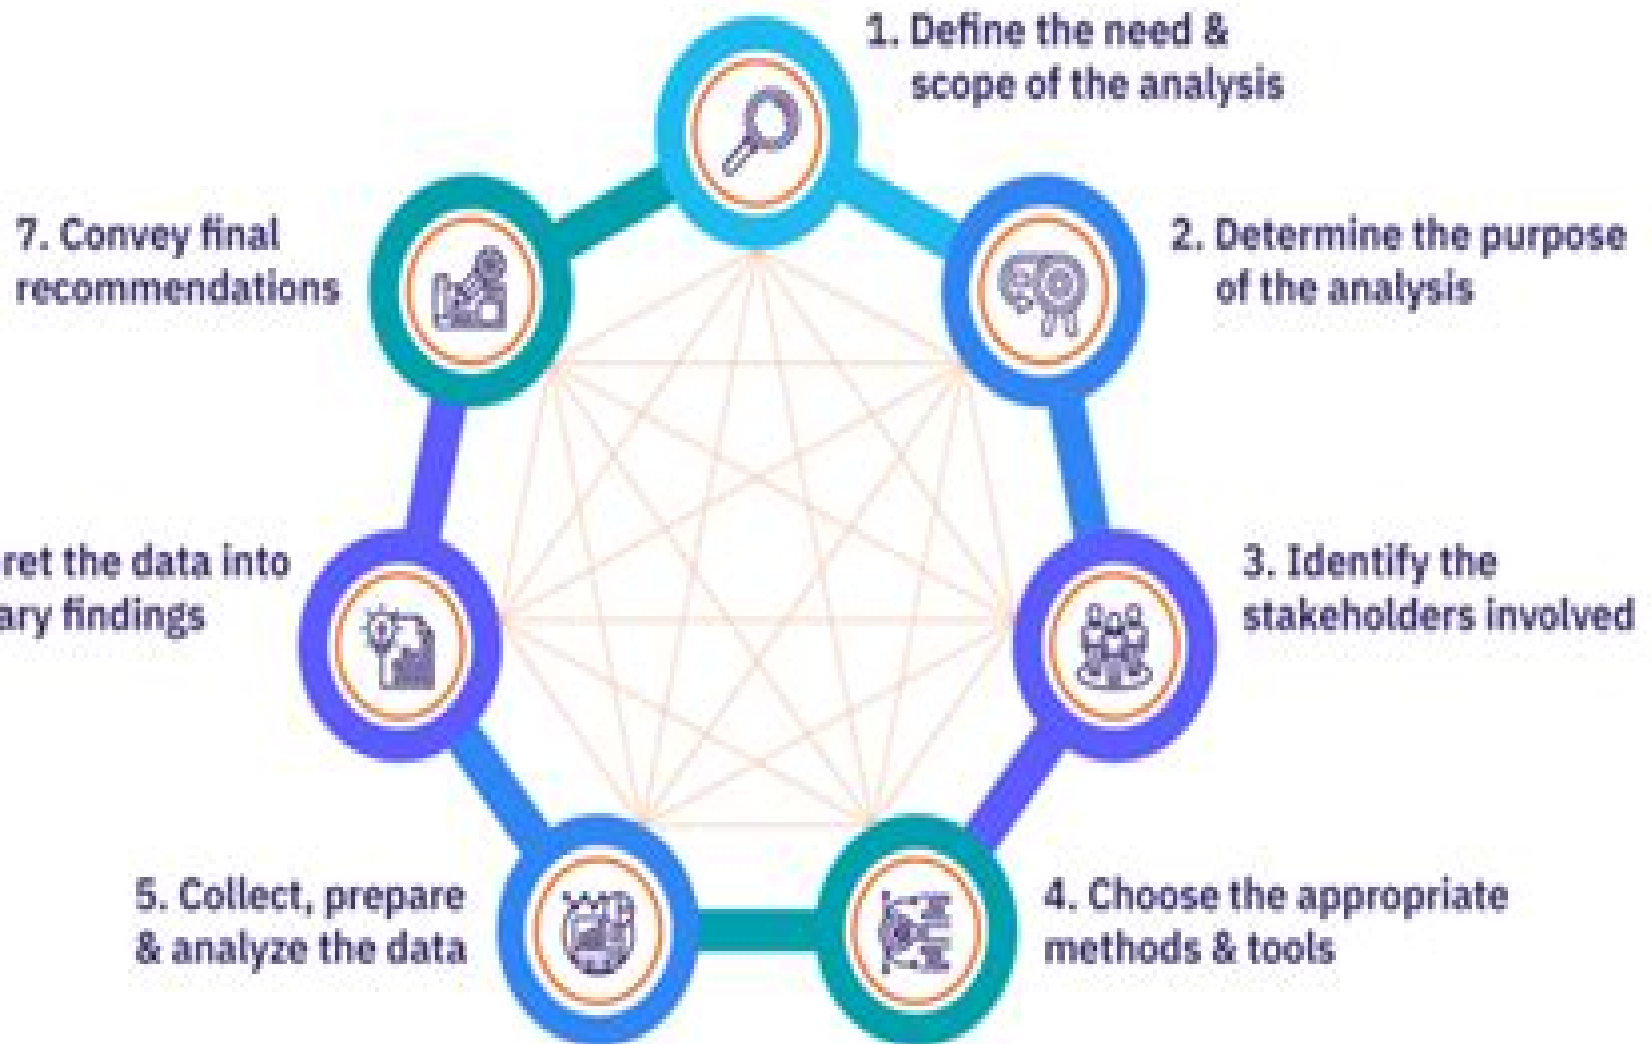 1. Define the need &
scope of the analysis
2. Determine the purpose
of the analysis
3. Identify the
stakeholders involved
4. Choose the appropriate
methods & tools
5. Collect, prepare
& analyze the data
ret the data into
ary findings
7. Convey final
recommendations